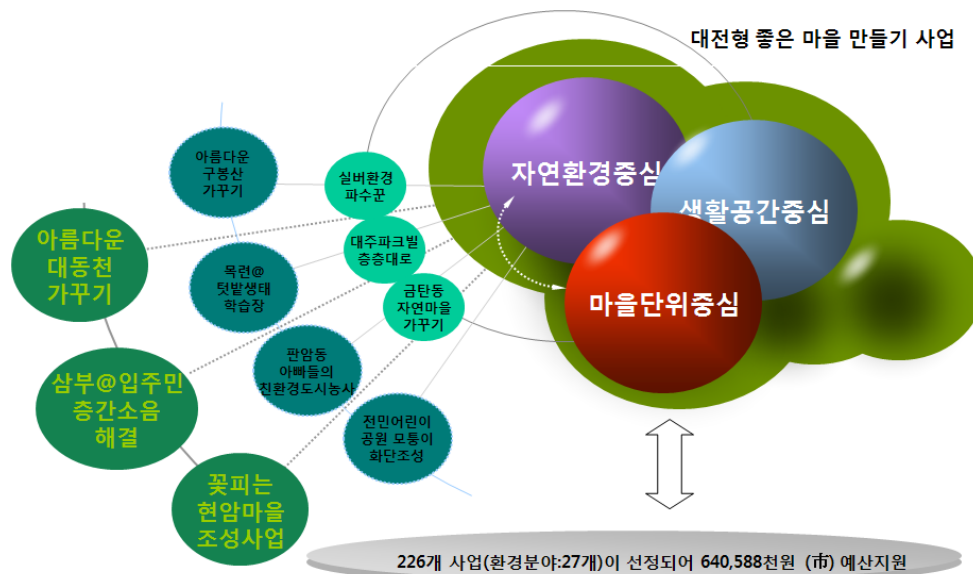 대전형 좋은 마을 만들기 사업
자연환경중심
생활공간중심
마을단위중심
아름다운
구봉산
가꾸기
실버환경
파수꾼
대주파크빌
층층대로
금탄동
자연마을
가꾸기
아름다운
대동천
가꾸기
목련@
텃밭생태
학습장
판암동
아빠들의
친환경도시농사
삼부@입주민
층간소음
해결
전민어린이
공원 모퉁이
화단조성
꽃피는
현암마을
조성사업
226개 사업(환경분야:27개)이 선정되어 640,588천원 (市) 예산지원